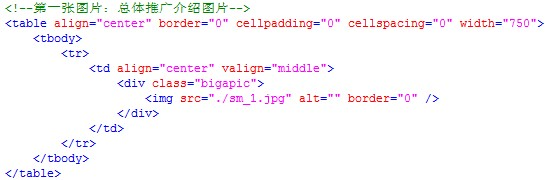 <!--第一张图片：总体推广介绍图片-->
<table align="center" border="0" cellpadding="0" cellspacing="0" width="750">
    <tbody>
        <tr>
            <td align="center" valign="middle">
                <div class="bigapic">
                    <img src="./sm_1.jpg" alt="" border="0" />
                </div>
            </td>
        </tr>
    </tbody>
</table>